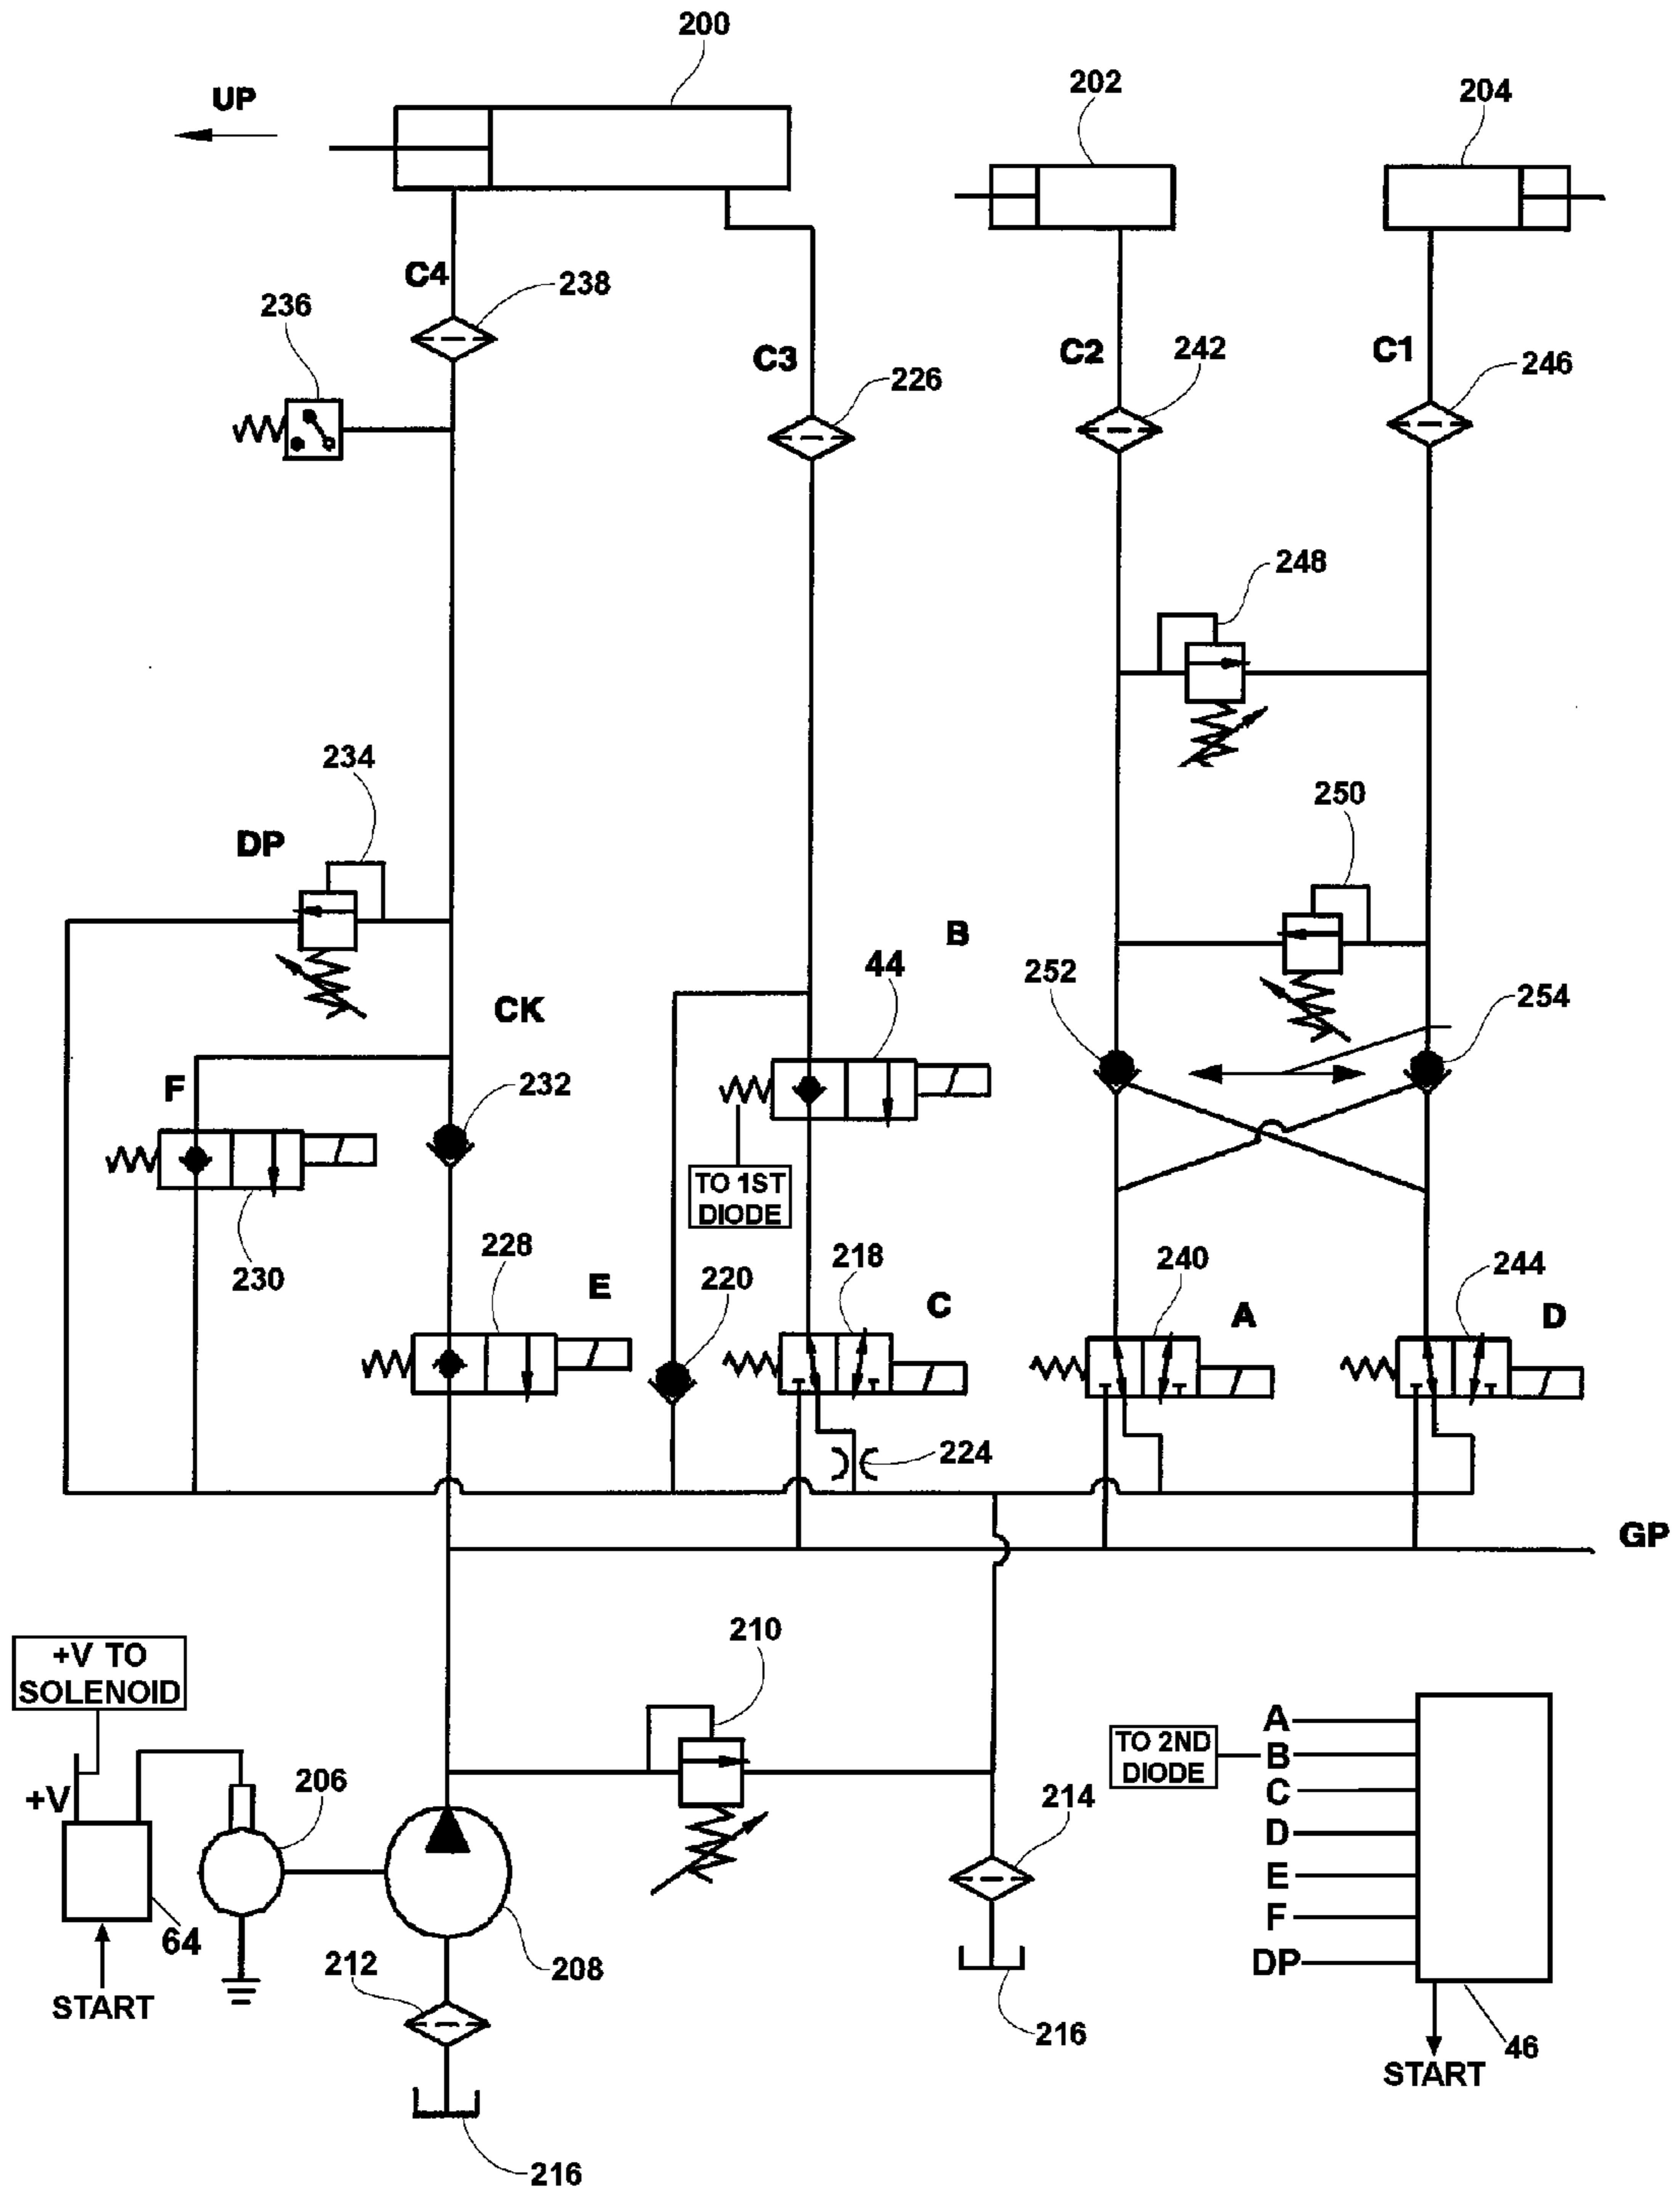 200
UP
202
204
C4
238
236
C3
226
C2
242
C1
246
248
234
DP
250
B
44
252
254
CK
F
232
TO 1ST
DIODE
230
228
E
220
218
C
240
A
244
D
224
GP
+V TO
SOLENOID
210
+V
206
64
START
208
212
216
214
216
TO 2ND
DIODE
A
B
C
D
E
F
DP
46
START